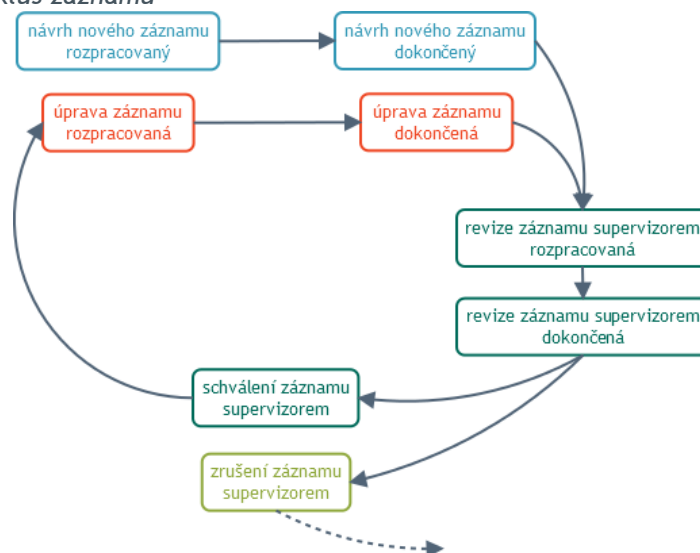 záznamu
návrh nového záznamu
rozpracovaný
návrh nového záznamu
dokončený
úprava záznamu
rozpracovaná
úprava záznamu
dokončená
revize záznamu supervizorem
rozpracovaná
revize záznamu supervizorem
dokončená
schválení záznamu
supervizorem
zrušení záznamu
supervizorem